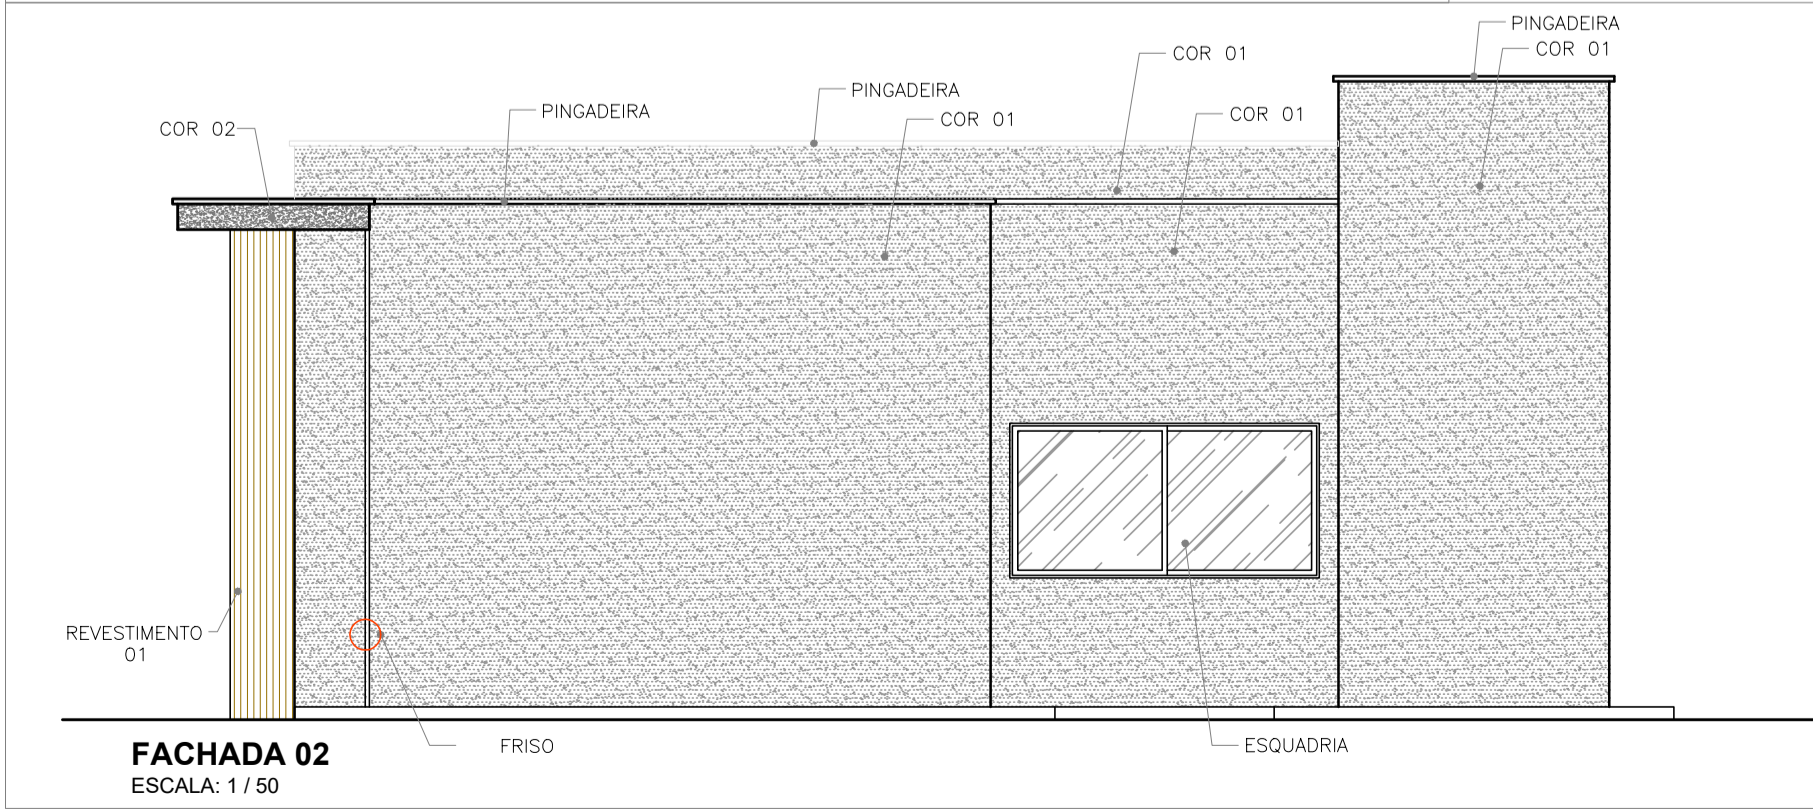 PINGADEIRA
COR 01
COR 01
PINGADEIRA
PINGADEIRA
COR 01
COR 01
COR 02
REVESTIMENTO
01
FRISO
ESQUADRIA
FACHADA 02
ESCALA: 1 / 50